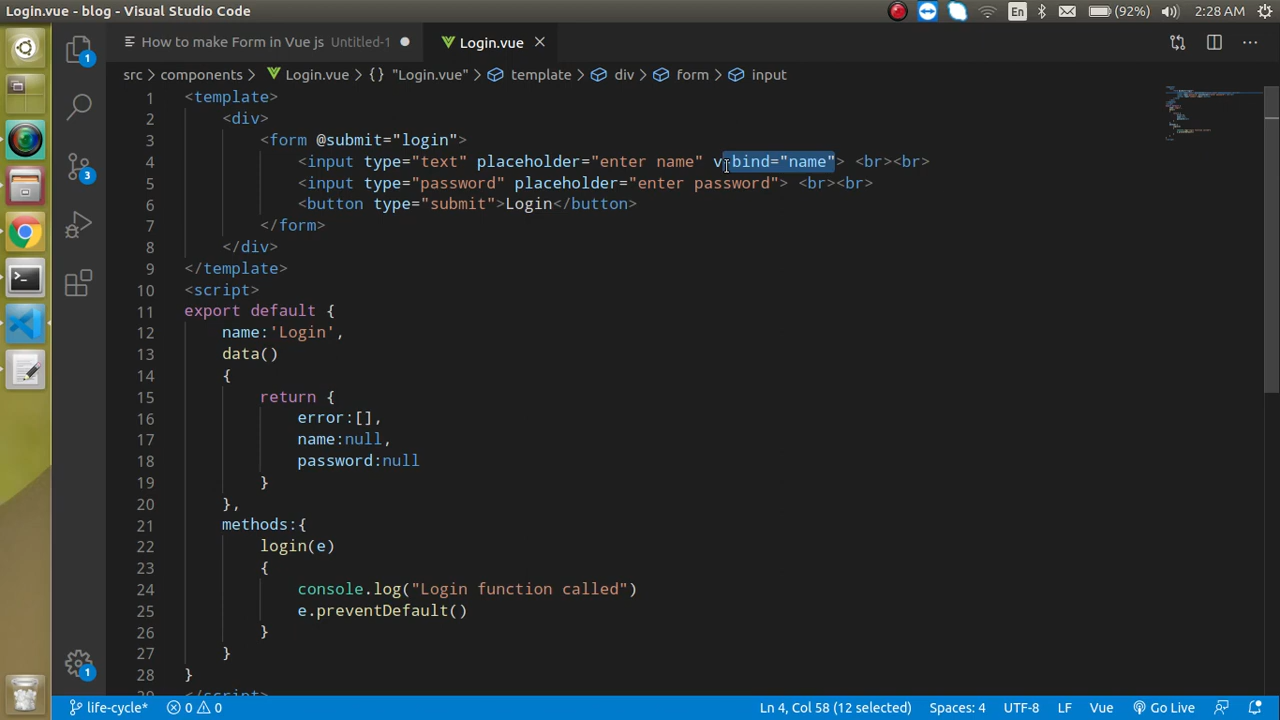 Login.vue - blog - Visual Studio Code
En
(92%)
2:28 AM
How to make Form in Vue js Untitled-1
Login.vue
src > components > Login.vue > {} "Login.vue" > template > div > form > input
1 <template>
2 <div>
3 <form @submit="login">
4 <input type="text" placeholder="enter name" v-bind="name"> <br><br>
5 <input type="password" placeholder="enter password"> <br><br>
6 <button type="submit">Login</button>
7 </form>
8 </div>
9 </template>
10 <script>
11 export default {
12 name:'Login',
13 data()
14 {
15 return {
16 error:[],
17 name:null,
18 password:null
19 }
20 },
21 methods:{
22 login(e)
23 {
24 console.log("Login function called")
25 e.preventDefault()
26 }
27 }
28 }
29 </script>
1
3
1
life-cycle*
0
0
Ln 4, Col 58 (12 selected)
Spaces: 4
UTF-8
LF
Vue
Go Live